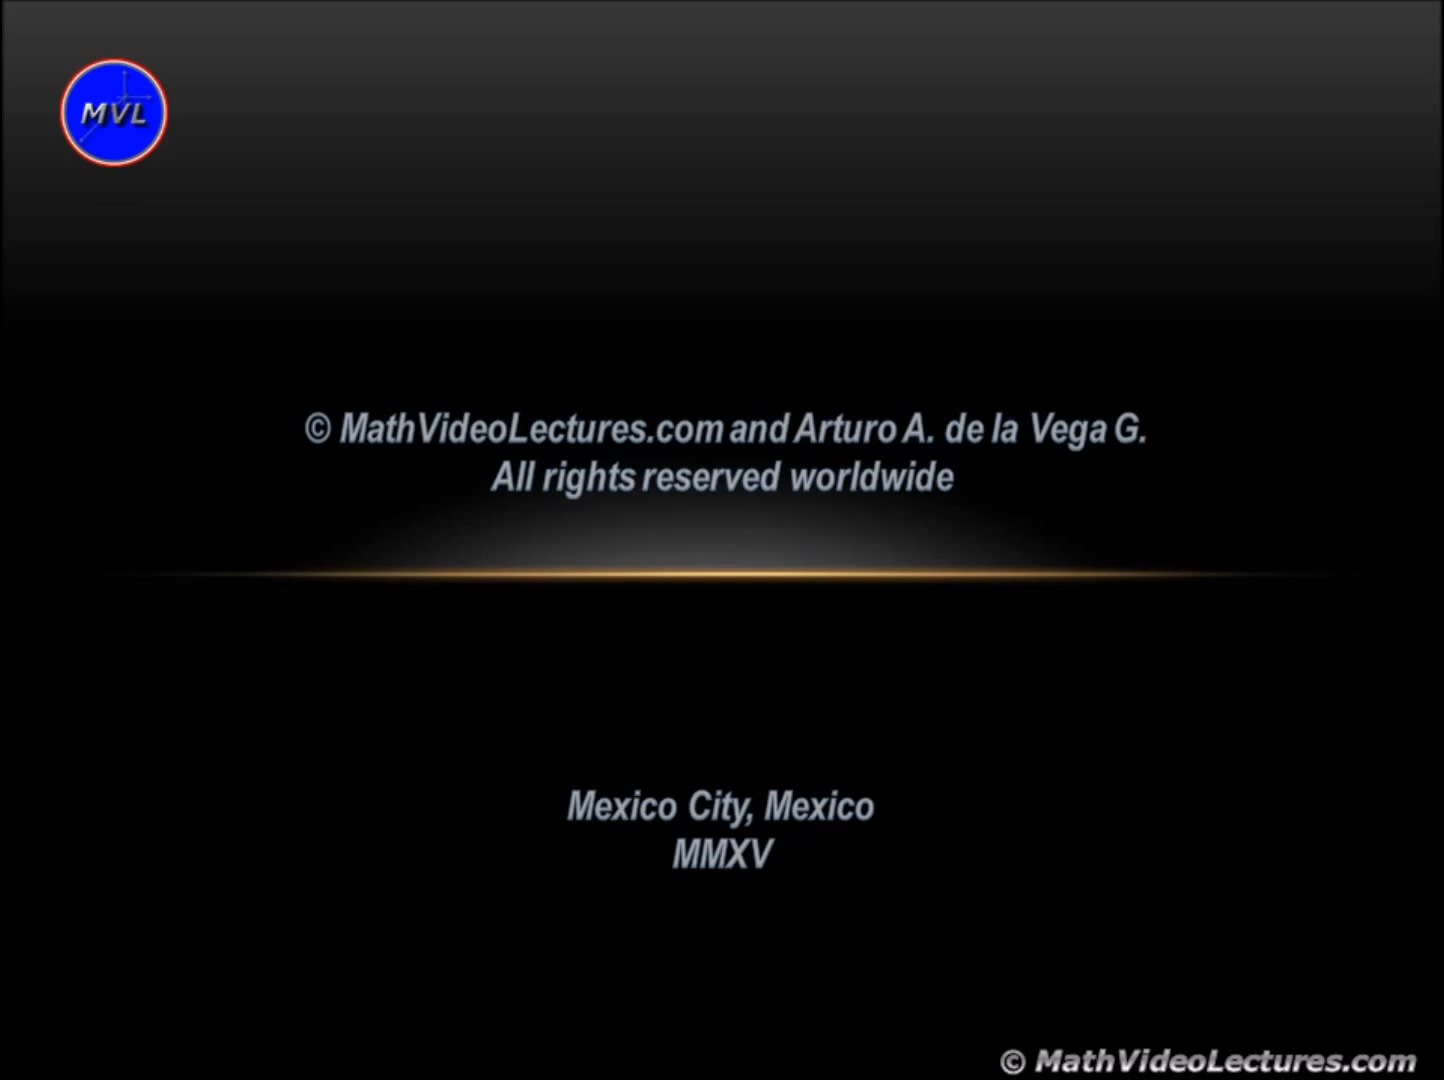 MVL
© MathVideoLectures.com and Arturo A. de la Vega G.
All rights reserved worldwide
Mexico City, Mexico
MMXV
© MathVideoLectures.com